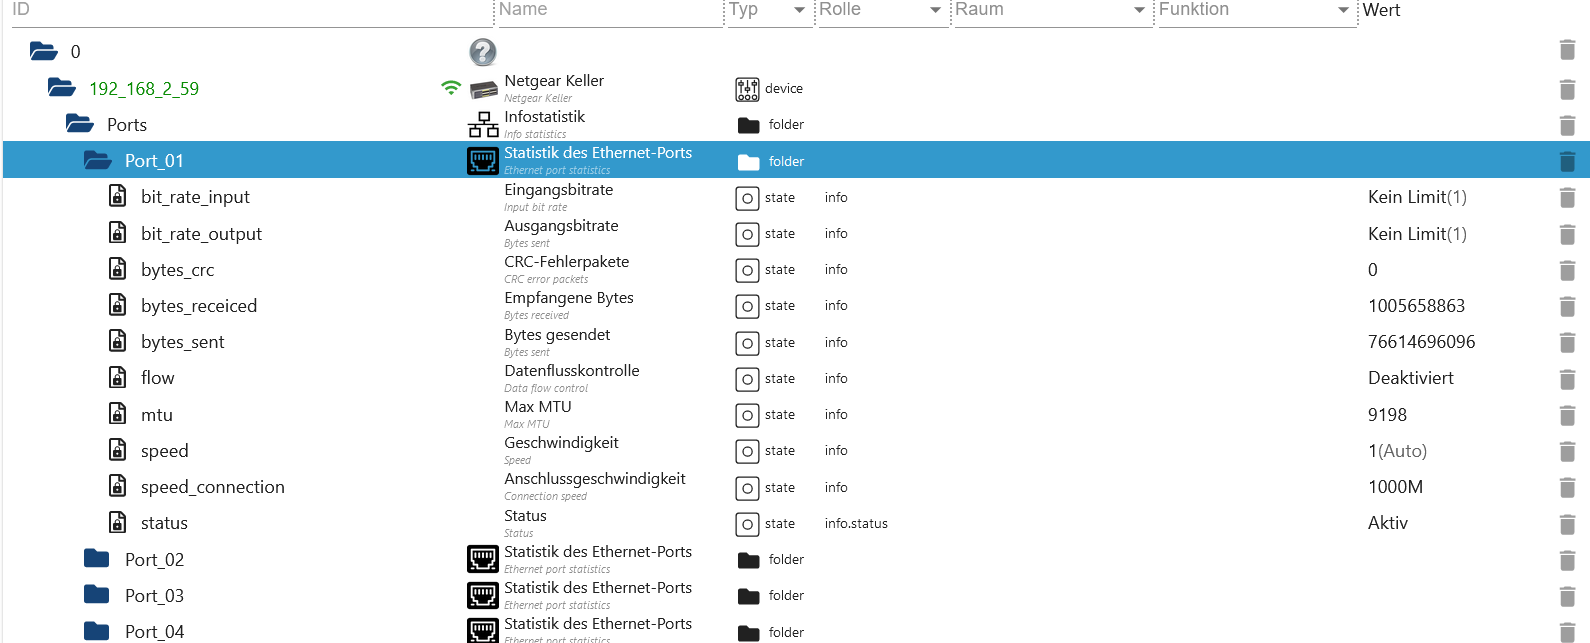 ID Name Typ Rolle Raum Funktion Wert
0
192_168_2_59 Netgear Keller device
Netgear Keller
Ports Infostatistik folder
Info statistics
Port_01 Statistik des Ethernet-Ports folder
Ethernet port statistics
bit_rate_input Eingangsbitrate state info Kein Limit(1)
Input bit rate
bit_rate_output Ausgangsbitrate state info Kein Limit(1)
Bytes sent
bytes_crc CRC-Fehlerpakete state info 0
CRC error packets
bytes_receiced Empfangene Bytes state info 1005658863
Bytes received
bytes_sent Bytes gesendet state info 76614696096
Bytes sent
flow Datenflusskontrolle state info Deaktiviert
Data flow control
mtu Max MTU state info 9198
Max MTU
speed Geschwindigkeit state info 1(Auto)
Speed
speed_connection Anschlussgeschwindigkeit state info 1000M
Connection speed
status Status state info.status Aktiv
Status
Port_02 Statistik des Ethernet-Ports folder
Ethernet port statistics
Port_03 Statistik des Ethernet-Ports folder
Ethernet port statistics
Port_04 Statistik des Ethernet-Ports folder
Ethernet port statistics